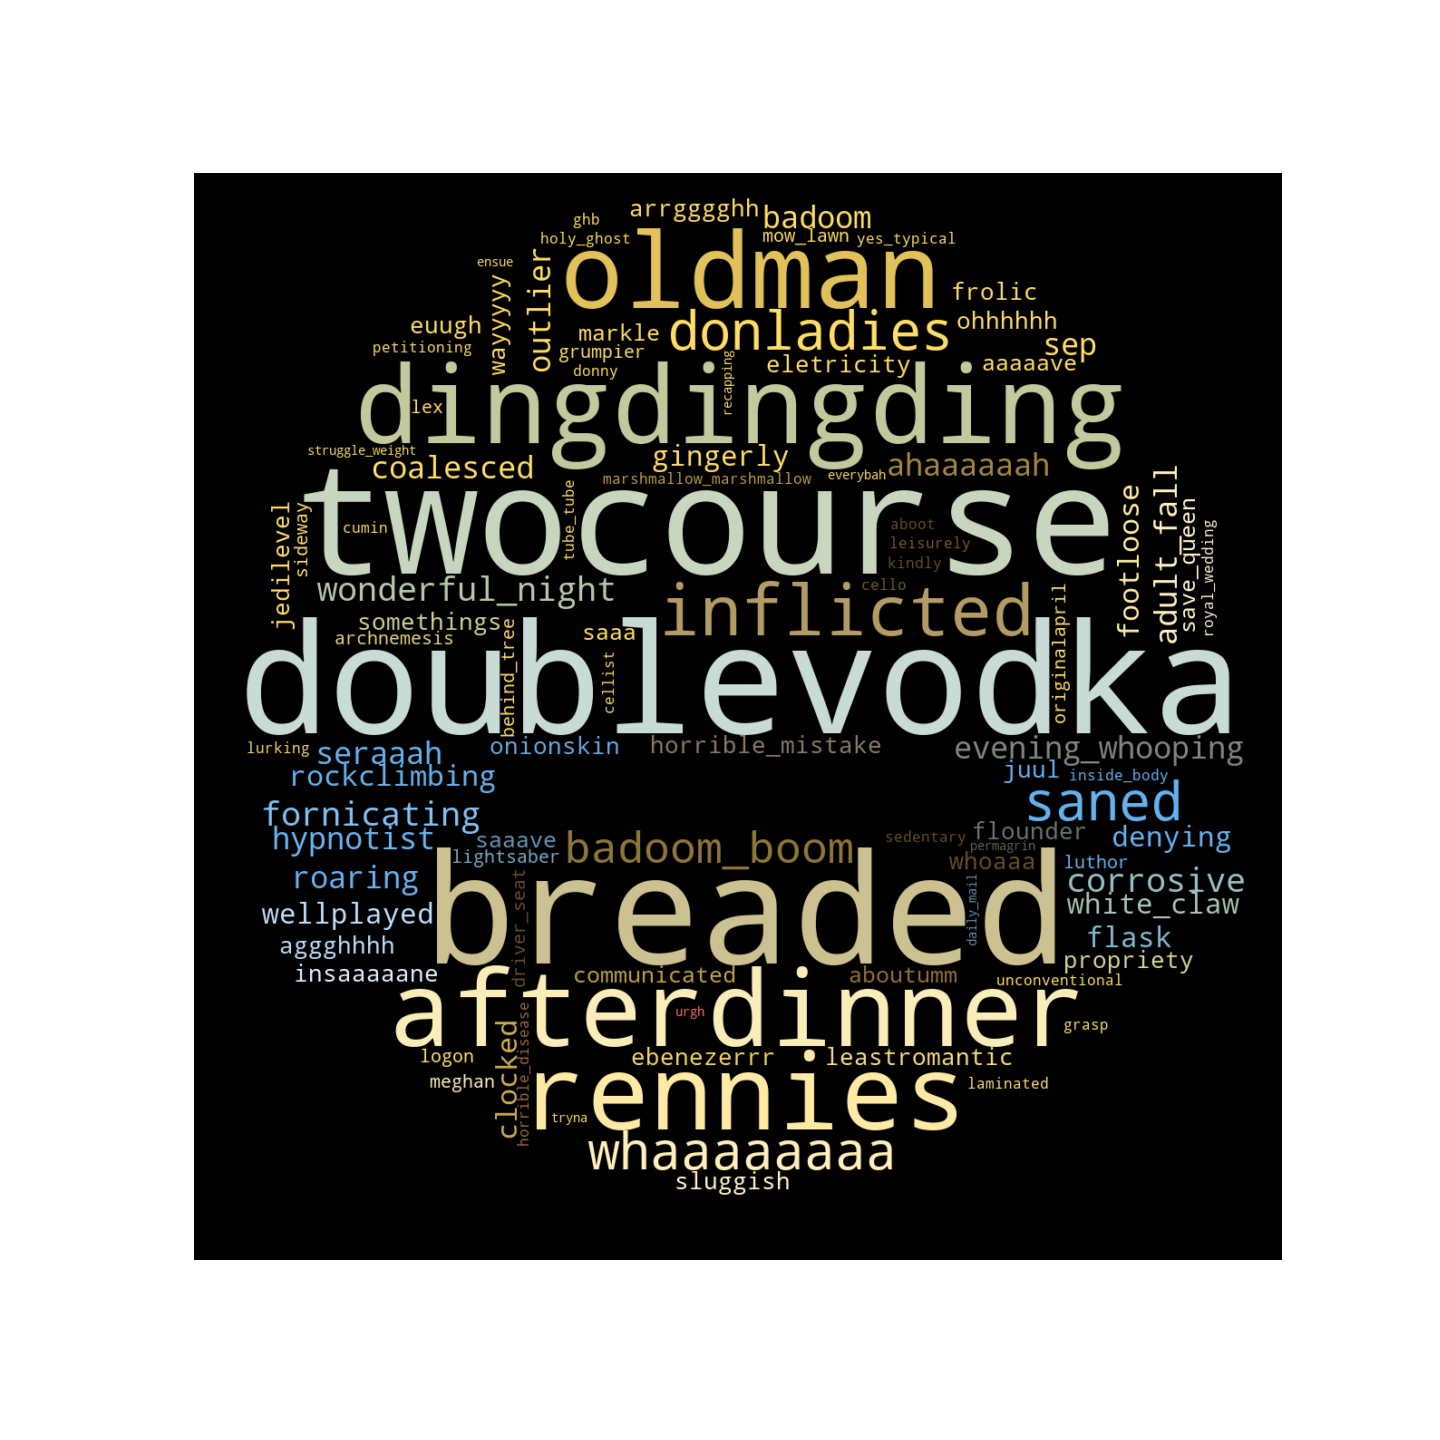 arrgggghh
ghb
badoom
holy_ghost
mow_lawn
yes_typical
oldman
ensue
outlier
wayyyyyy
frolic
euugh
markle
donladies
ohhhhhh
petitioning
grumpier
sep
donny
recapping
eletricity
aaaaave
dingdingding
lex
struggle_weight
coalesced
gingerly
ahaaaaaah
marshmallow_marshmallow
everybah
twocourse
jedilevel
sideway
cumin
tube_tube
aboot
leisurely
kindly
footloose
adult_fall
save_queen
royal_wedding
wonderful_night
cello
inflicted
somethings
archnemesis
saaa
behind_tree
cellist
originalapril
doublevodka
lurking
seraaah
onionskin
horrible_mistake
evening_whooping
rockclimbing
juul
inside_body
fornicating
saned
hypnotist
saaave
lightsaber
badoom_boom
sedentary
flounder
permagrin
denying
whoaaa
luthor
roaring
breaded
driver_seat
daily_mail
corrosive
wellplayed
white_claw
aggghhhh
flask
insaaaaane
communicated
aboutumm
propriety
unconventional
afterdinner
urgh
grasp
clocked
horrible_disease
logon
ebenezerrr
leastromantic
meghan
rennies
laminated
tryna
whaaaaaaaa
sluggish